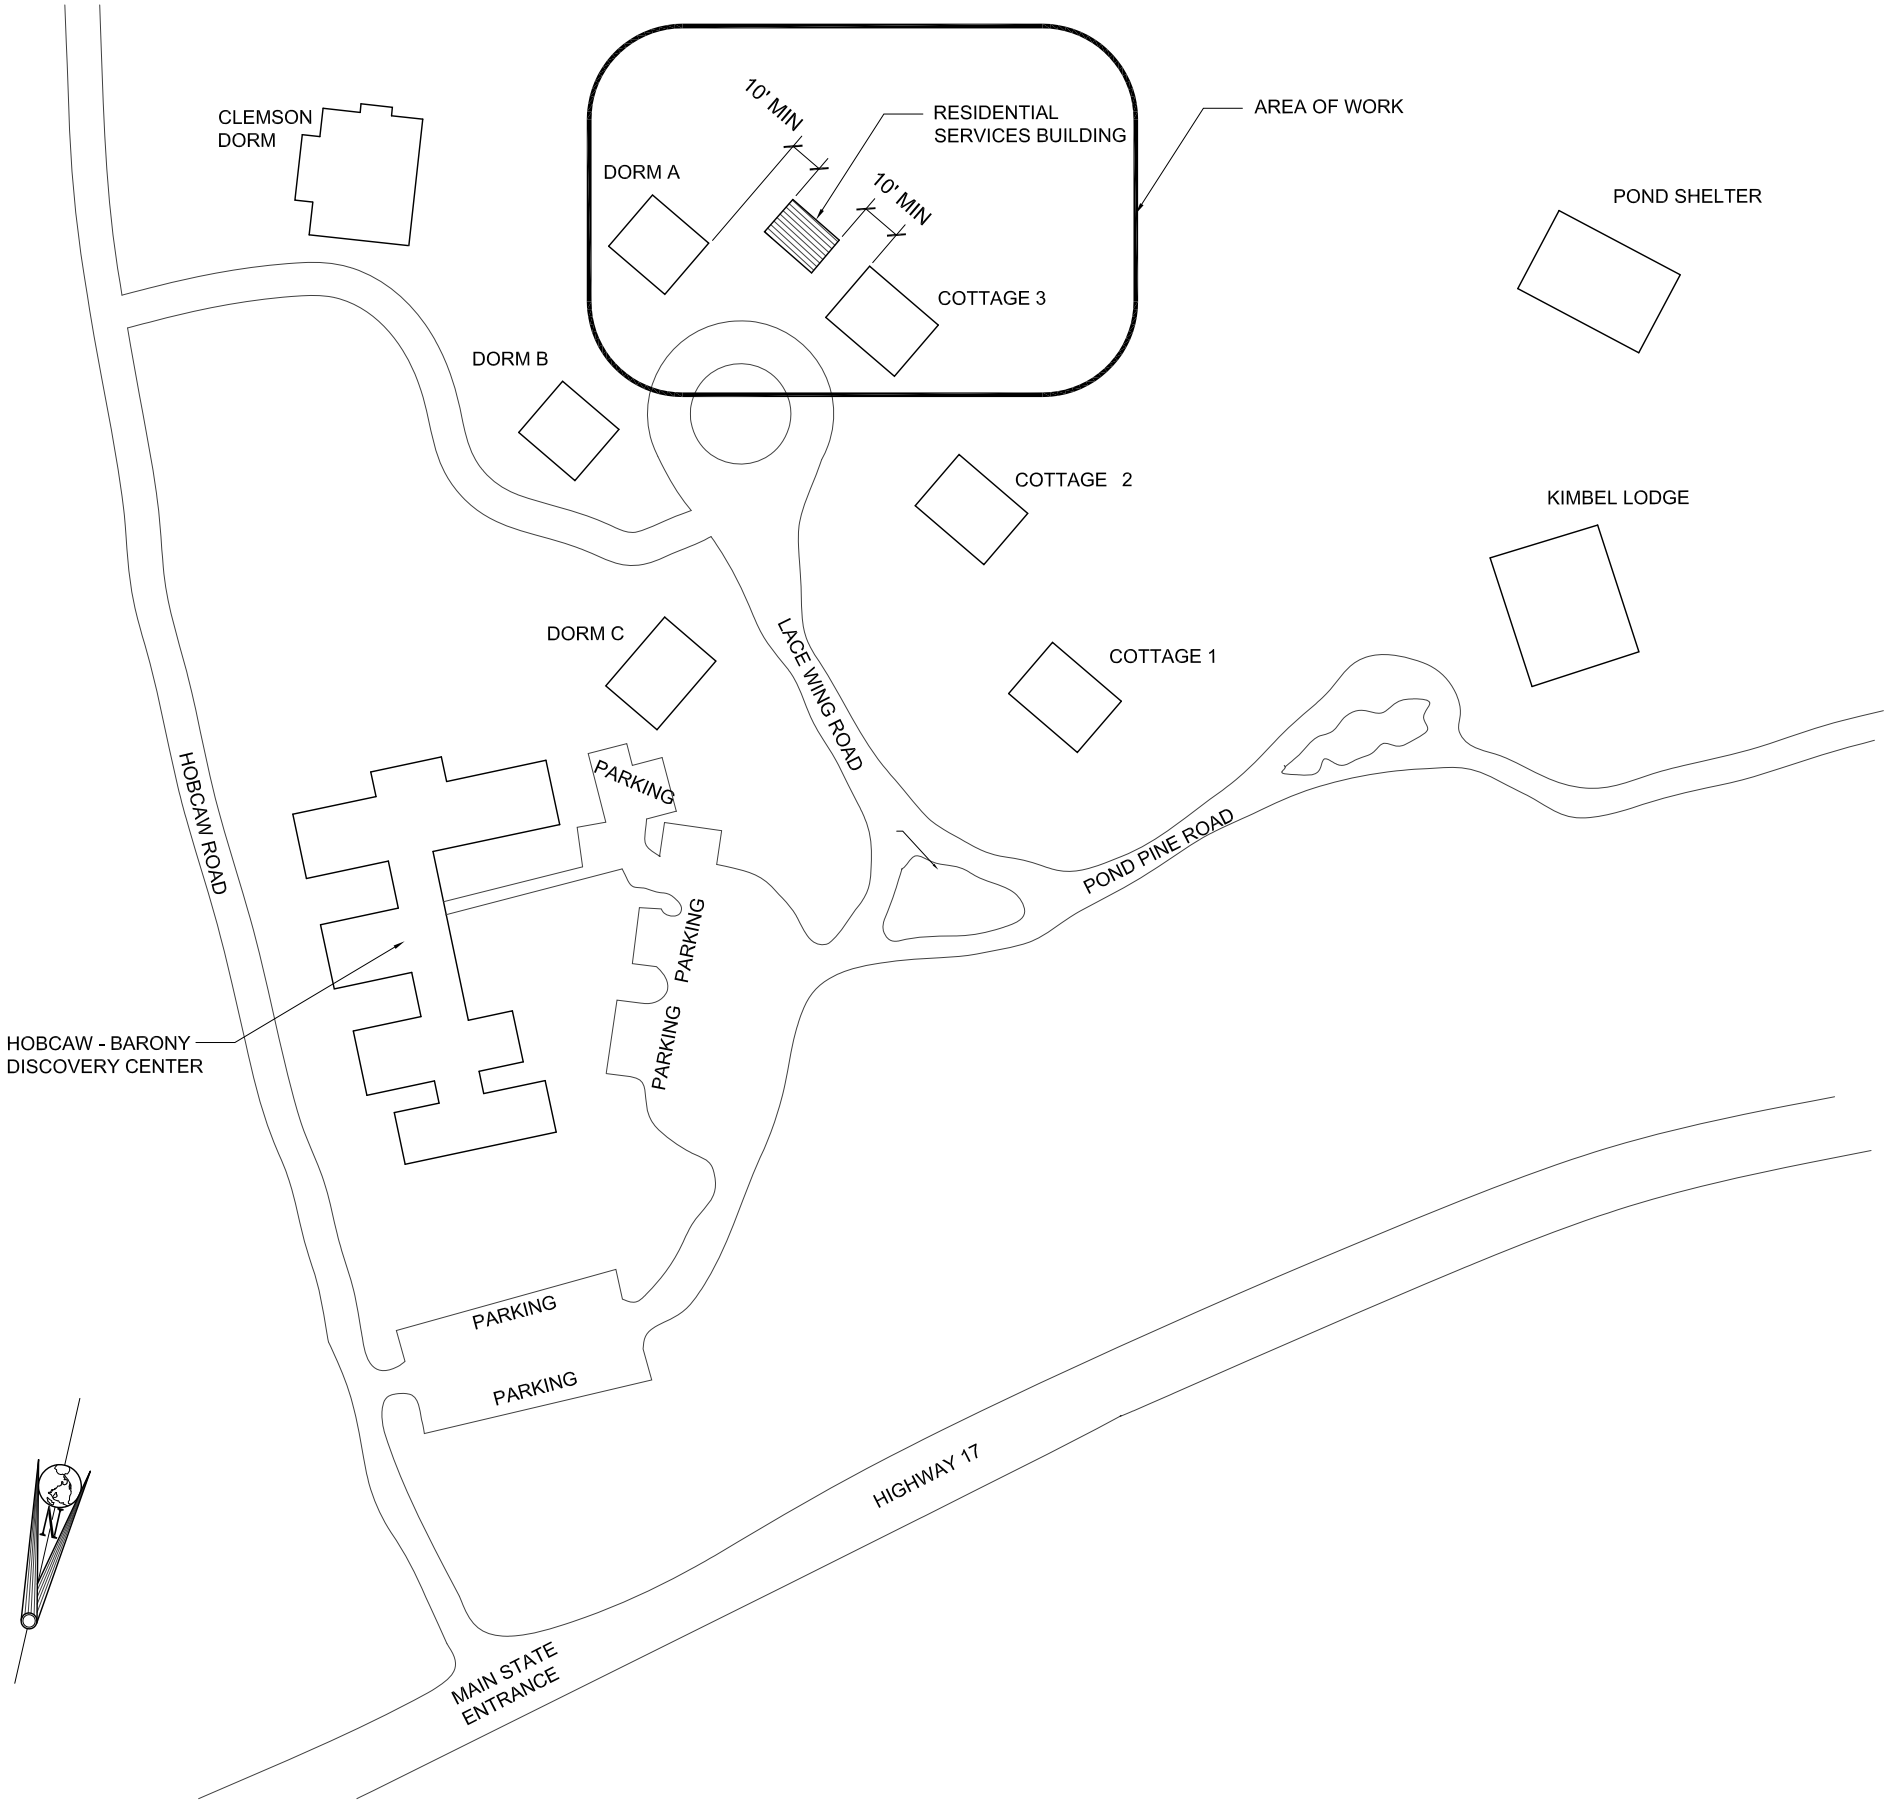 10' MIN
CLEMSON
DORM
RESIDENTIAL
SERVICES BUILDING
AREA OF WORK
DORM A
10' MIN
POND SHELTER
COTTAGE 3
DORM B
COTTAGE 2
KIMBEL LODGE
DORM C
LACE WING ROAD
COTTAGE 1
HOBCAW ROAD
PARKING
POND PINE ROAD
PARKING
PARKING
HOBCAW - BARONY
DISCOVERY CENTER
PARKING
PARKING
HIGHWAY 17
N
MAIN STATE
ENTRANCE